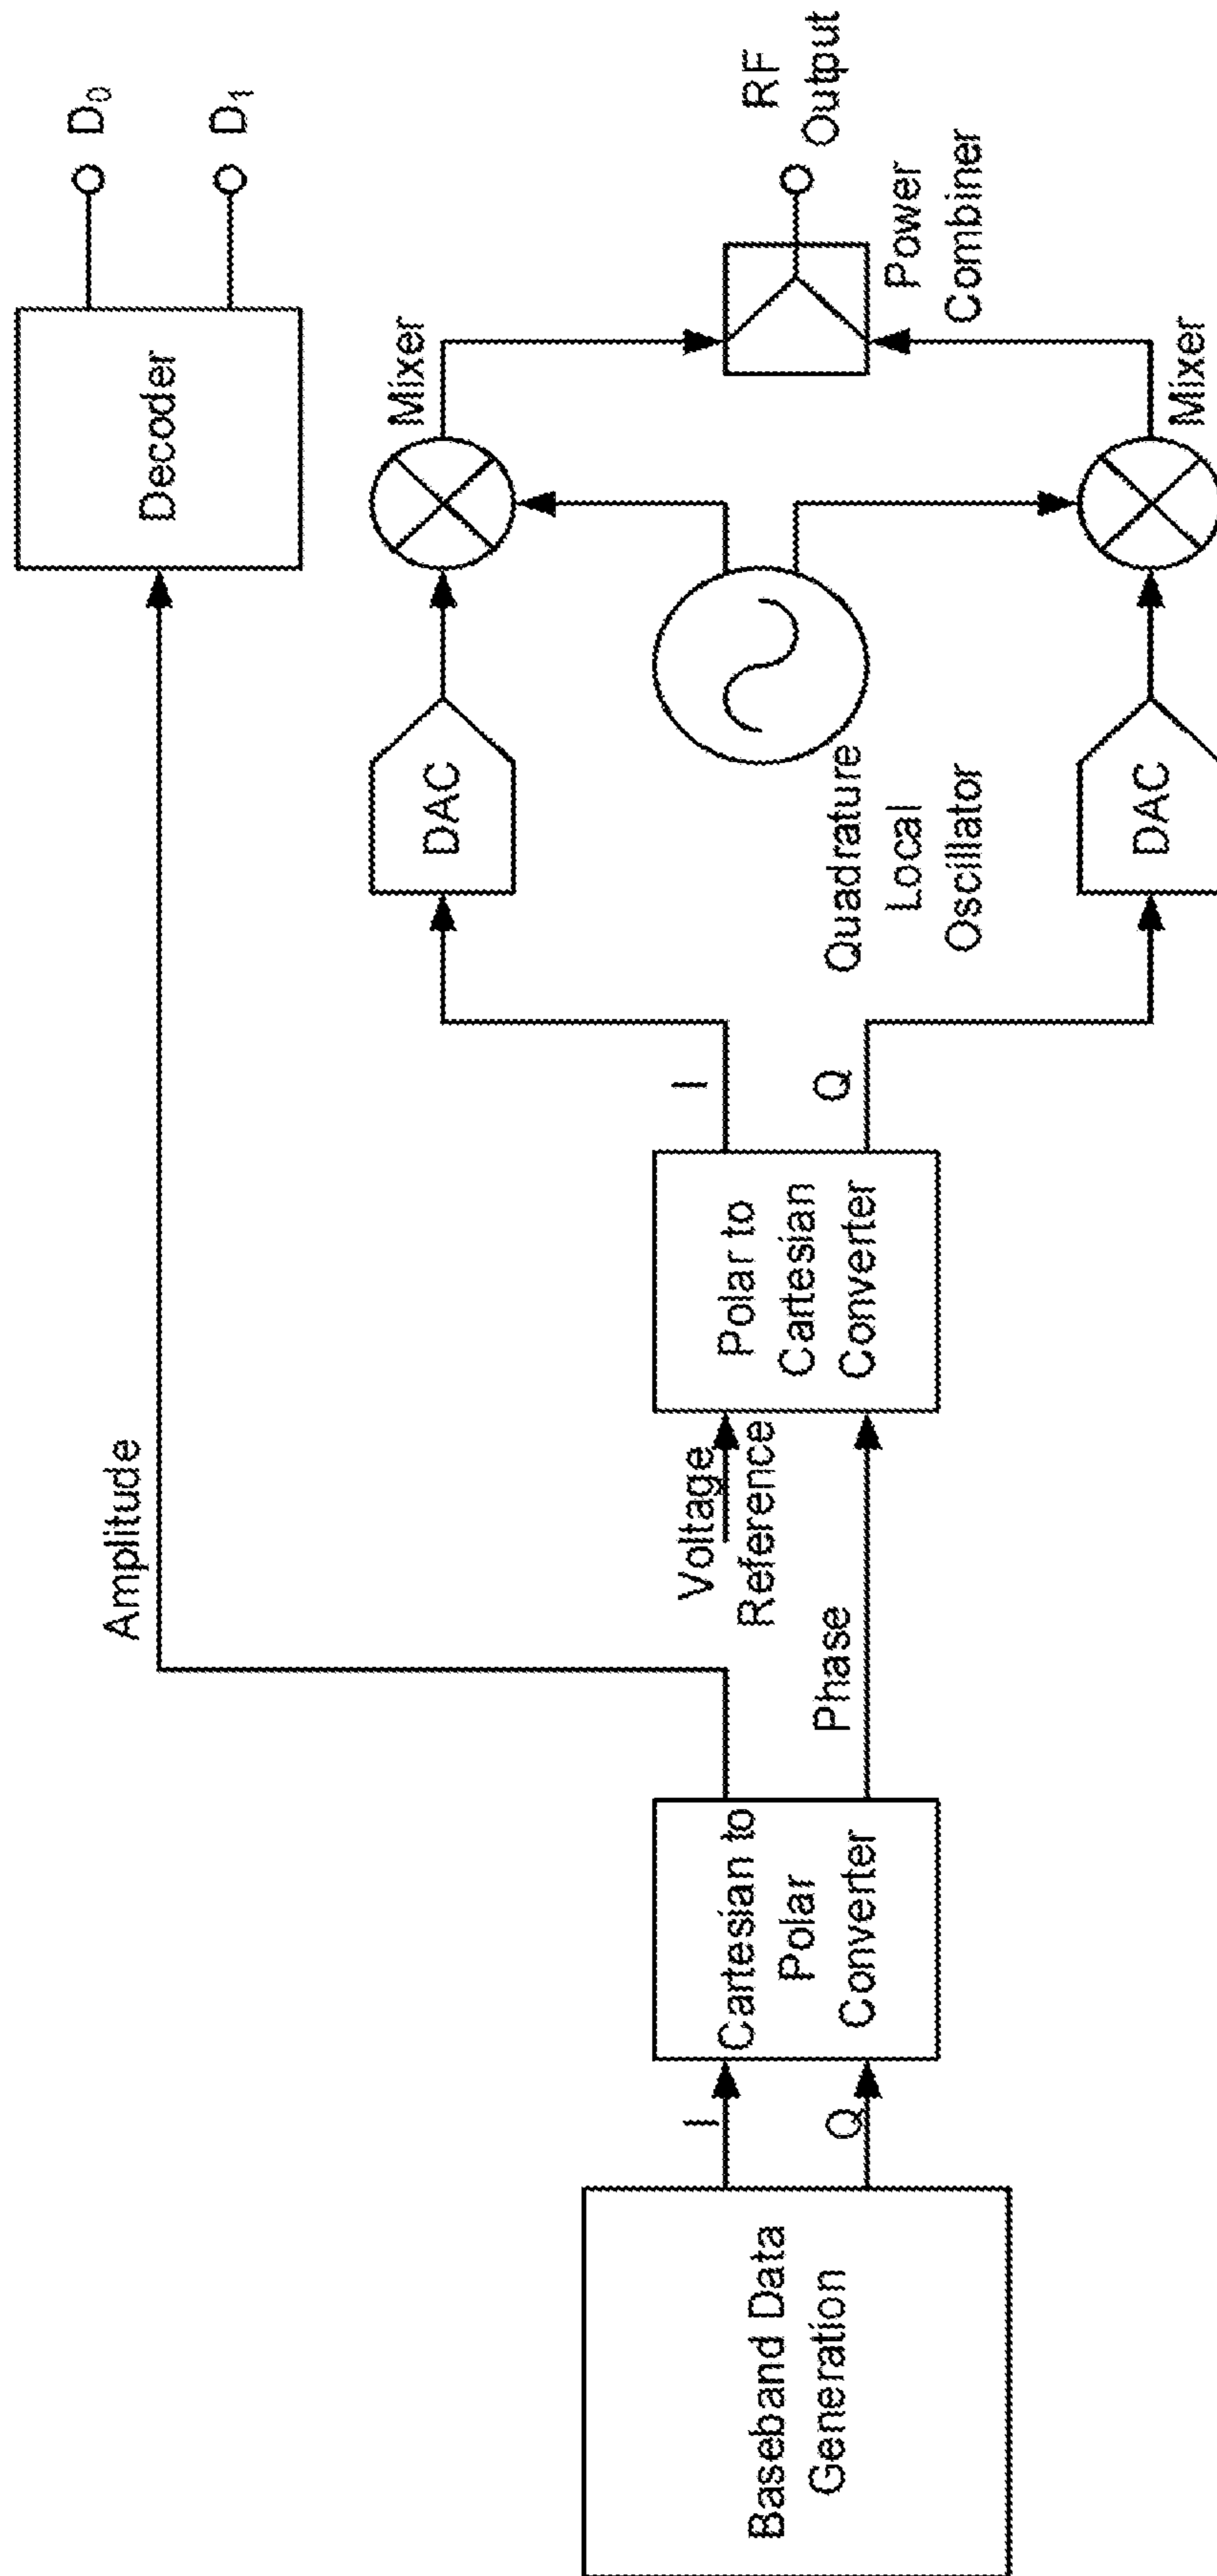 Baseband Data
Generation
I
Q
Cartesian to
Polar
Converter
Amplitude
Phase
Voltage
Reference
Polar to
Cartesian
Converter
I
Q
DAC
DAC
Quadrature
Local
Oscillator
Mixer
Mixer
Decoder
D₀
D₁
Power
Combiner
RF
Output